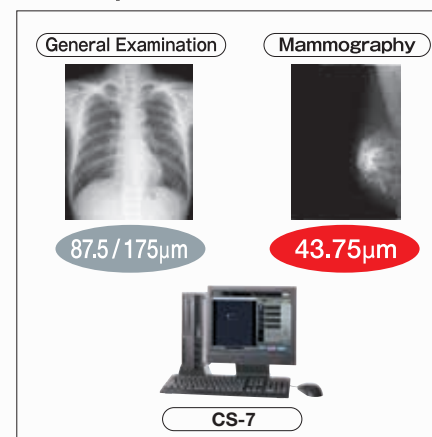 General Examination
Mammography
87.5/175μm
43.75μm
CS-7